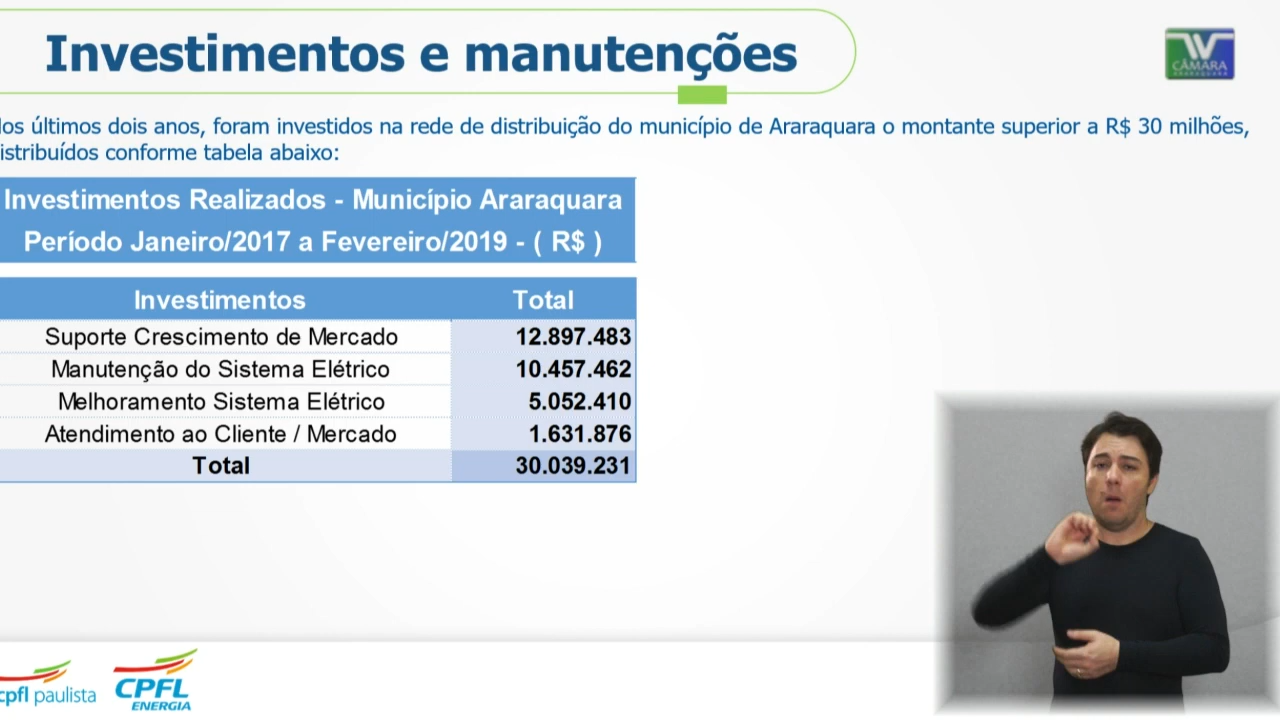 Investimentos e manutenções
TV
CÂMARA
ARARAQUARA
los últimos dois anos, foram investidos na rede de distribuição do município de Araraquara o montante superior a R$ 30 milhões,
istribuídos conforme tabela abaixo:
Investimentos Realizados - Município Araraquara
Período Janeiro/2017 a Fevereiro/2019 - ( R$ )
Investimentos Total
Suporte Crescimento de Mercado 12.897.483
Manutenção do Sistema Elétrico 10.457.462
Melhoramento Sistema Elétrico 5.052.410
Atendimento ao Cliente / Mercado 1.631.876
Total 30.039.231
cpfl paulista
CPFL
ENERGIA